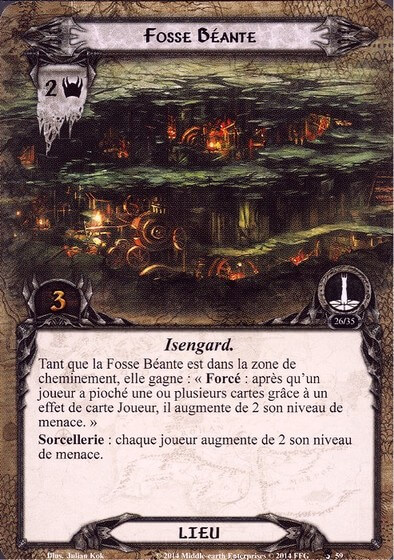 Fosse Béante
2
3
26/35
Isengard.
Tant que la Fosse Béante est dans la zone de
cheminement, elle gagne : « Forcé : après qu'un
joueur a pioché une ou plusieurs cartes grâce à un
effet de carte Joueur, il augmente de 2 son niveau de
menace. »
Sorcellerie : chaque joueur augmente de 2 son niveau
de menace.
LIEU
Illus. Julian Kok © 2014 Middle-earth Enterprises © 2014 FFG 59